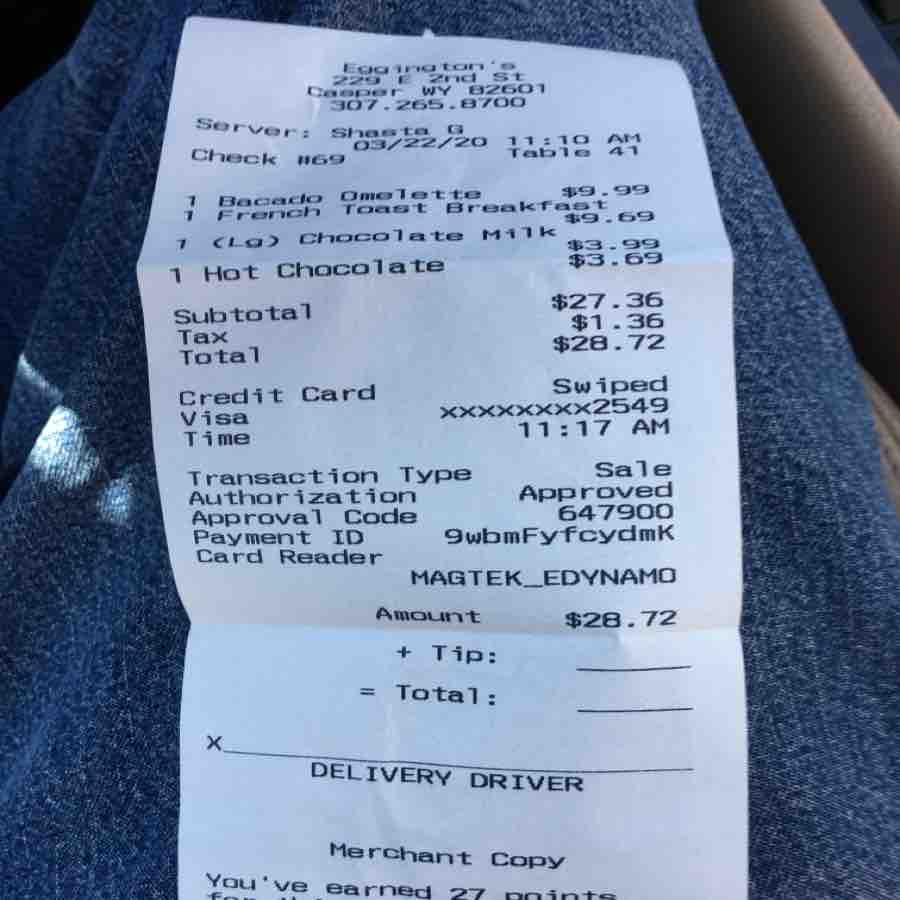 Eggington's
229 E 2nd St
Casper WY 82601
307.265.8700
Server: Shasta G
03/22/20 11:10 AM
Check #69 Table 41
1 Bacado Omelette $9.99
1 French Toast Breakfast
$9.69
1 (Lg) Chocolate Milk
$3.99
1 Hot Chocolate $3.69
Subtotal $27.36
Tax $1.36
Total $28.72
Credit Card Swiped
Visa xxxxxxxx2549
Time 11:17 AM
Transaction Type Sale
Authorization Approved
Approval Code 647900
Payment ID 9wbmFyfcydmK
Card Reader
MAGTEK_EDYNAMO
Amount $28.72
+ Tip:
= Total:
X
DELIVERY DRIVER
Merchant Copy
You've earned 27 points